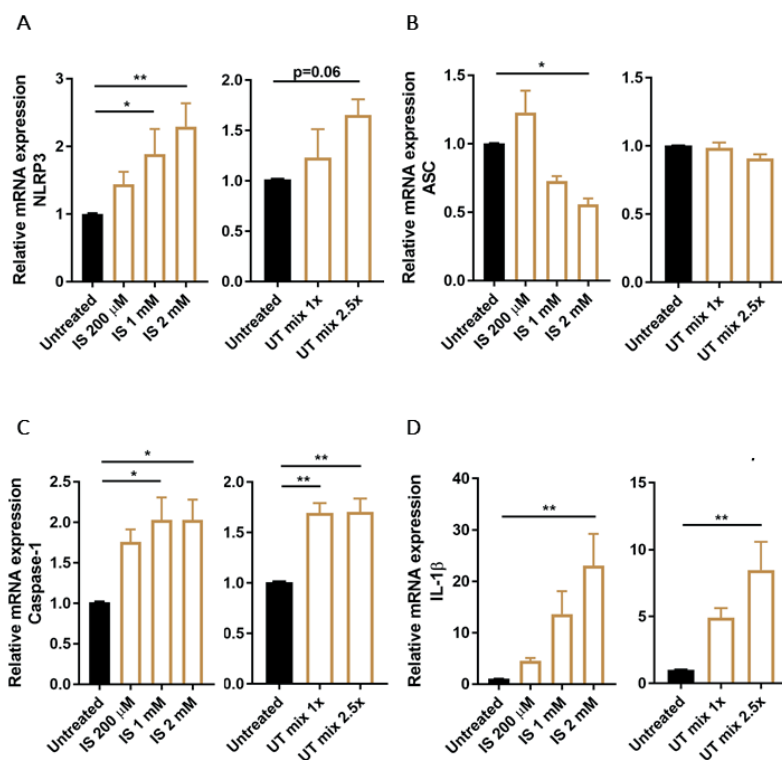 A
Relative mRNA expression
NLRP3
3
2
1
0
**
*
Untreated
IS 200 μM
IS 1 mM
IS 2 mM
2.0
1.5
1.0
0.5
0.0
p=0.06
Untreated
UT mix 1x
UT mix 2.5x
B
Relative mRNA expression
ASC
1.5
1.0
0.5
0.0
*
Untreated
IS 200 μM
IS 1 mM
IS 2 mM
1.5
1.0
0.5
0.0
Untreated
UT mix 1x
UT mix 2.5x
C
Relative mRNA expression
Caspase-1
2.5
2.0
1.5
1.0
0.5
0.0
*
*
Untreated
IS 200 μM
IS 1 mM
IS 2 mM
2.0
1.5
1.0
0.5
0.0
**
**
Untreated
UT mix 1x
UT mix 2.5x
D
Relative mRNA expression
IL-1β
40
30
20
10
0
**
Untreated
IS 200 μM
IS 1 mM
IS 2 mM
15
10
5
0
**
Untreated
UT mix 1x
UT mix 2.5x